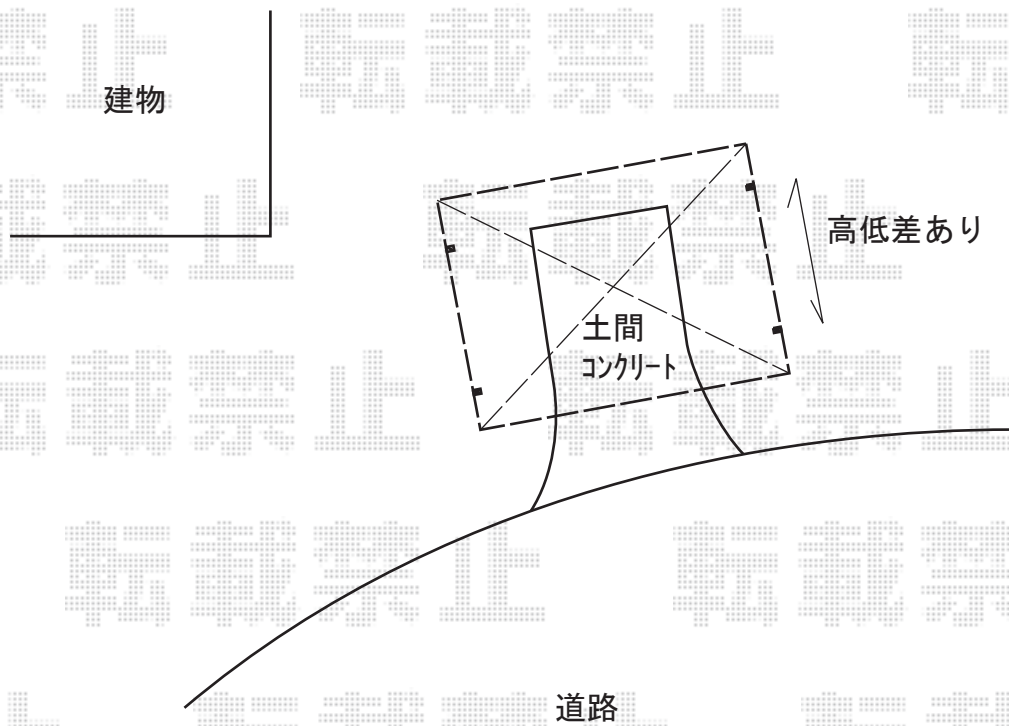 転載禁止
建物
高低差あり
土間
コンクリート
道路